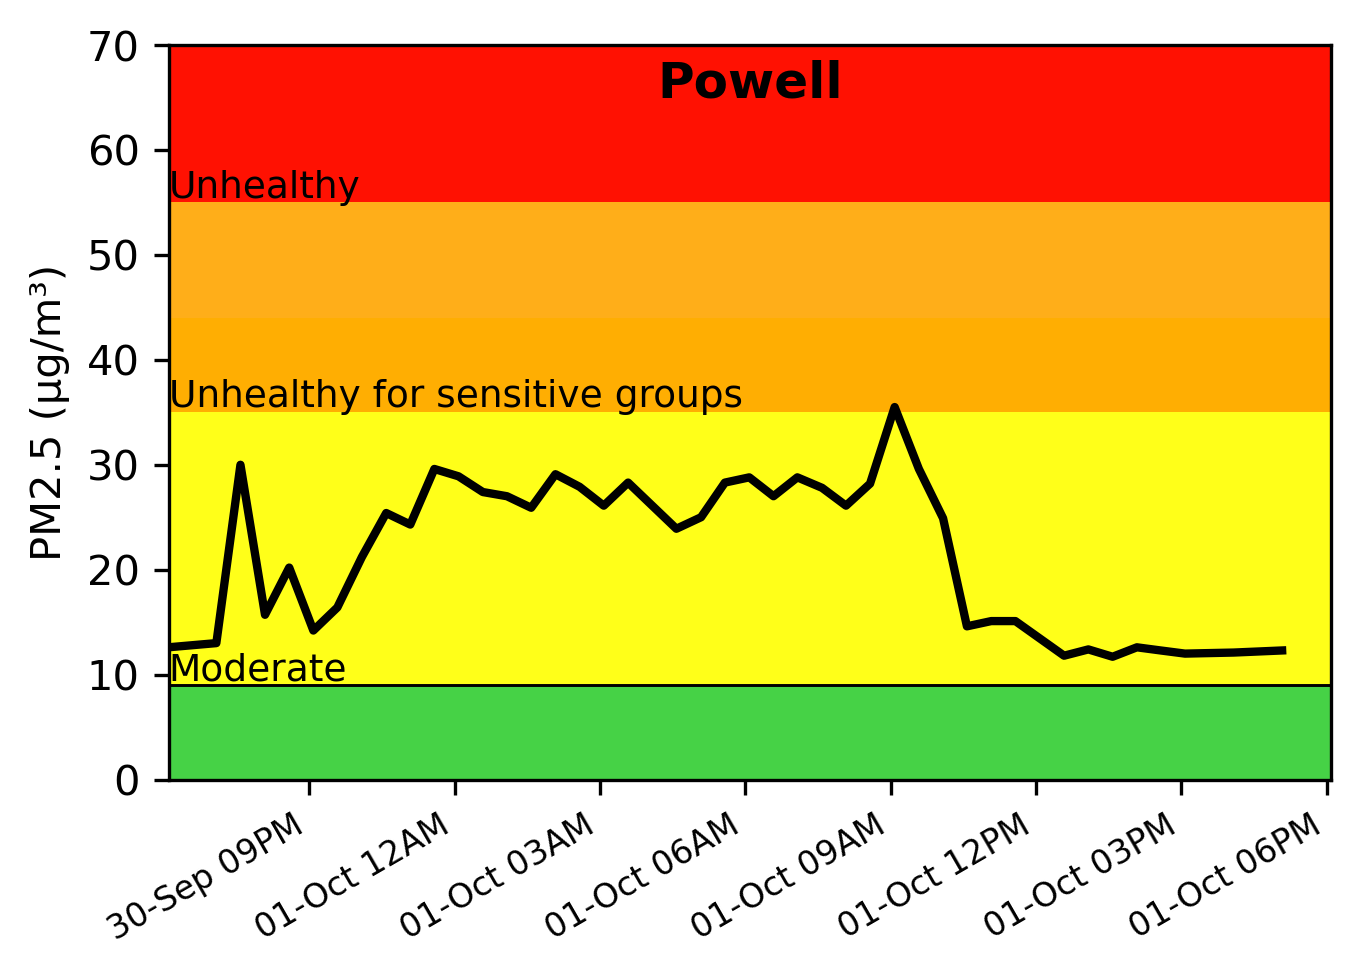 Powell
70
60
50
40
30
20
10
0
PM2.5 (µg/m³)
Unhealthy
Unhealthy for sensitive groups
Moderate
30-Sep 09PM
01-Oct 12AM
01-Oct 03AM
01-Oct 06AM
01-Oct 09AM
01-Oct 12PM
01-Oct 03PM
01-Oct 06PM